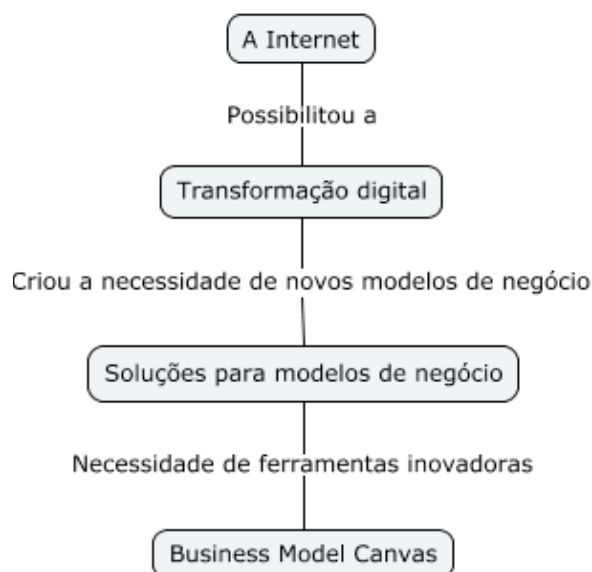 A Internet
Possibilitou a
Transformação digital
Criou a necessidade de novos modelos de negócio
Soluções para modelos de negócio
Necessidade de ferramentas inovadoras
Business Model Canvas